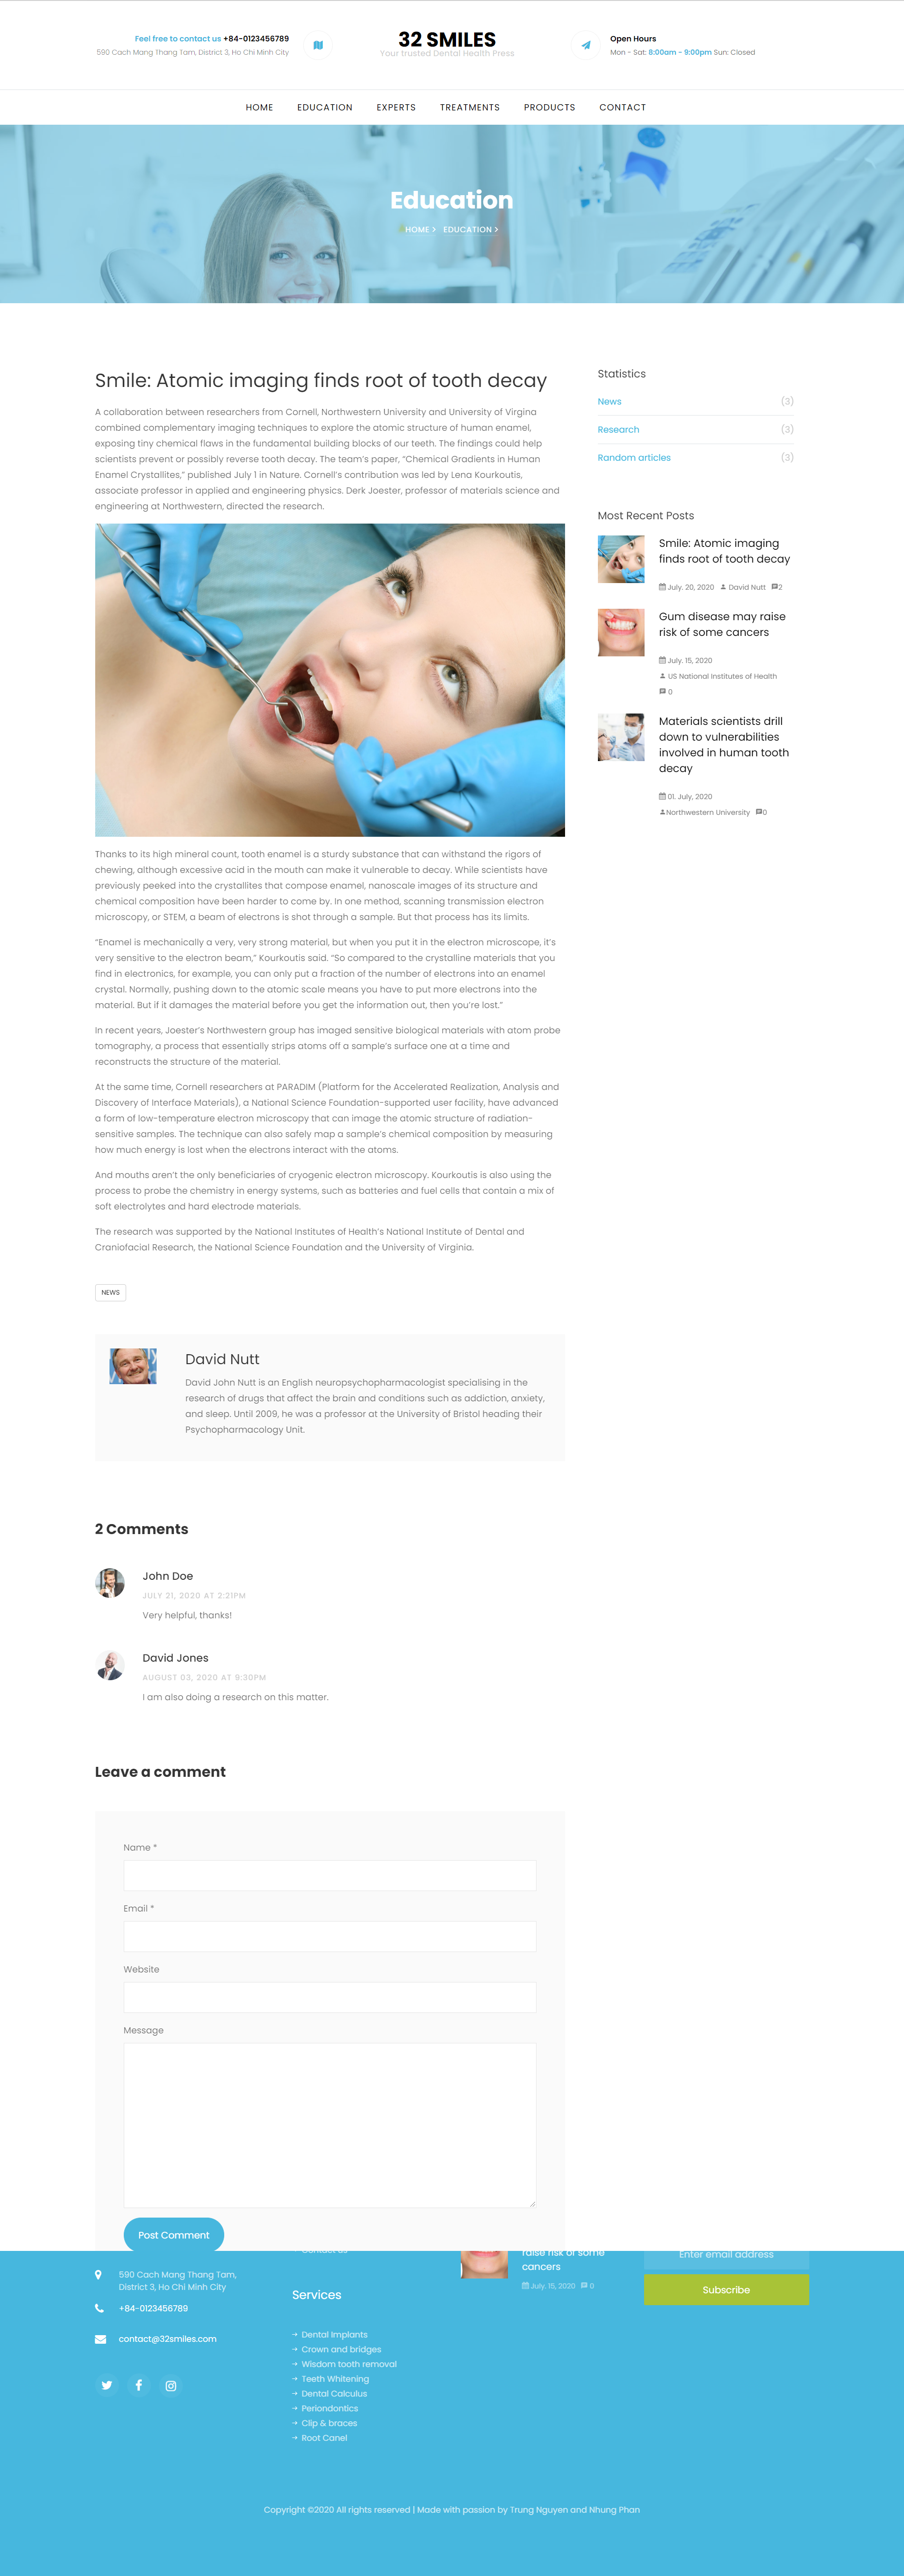 Feel free to contact us +84-0123456789
590 Cach Mang Thang Tam, District 3, Ho Chi Minh City
32 SMILES
Your trusted Dental Health Press
Open Hours
Mon - Sat: 8:00am - 9:00pm Sun: Closed
HOME EDUCATION EXPERTS TREATMENTS PRODUCTS CONTACT
Education
HOME > EDUCATION >
Smile: Atomic imaging finds root of tooth decay
A collaboration between researchers from Cornell, Northwestern University and University of Virgina
combined complementary imaging techniques to explore the atomic structure of human enamel,
exposing tiny chemical flaws in the fundamental building blocks of our teeth. The findings could help
scientists prevent or possibly reverse tooth decay. The team's paper, “Chemical Gradients in Human
Enamel Crystallites,” published July 1 in Nature. Cornell's contribution was led by Lena Kourkoutis,
associate professor in applied and engineering physics. Derk Joester, professor of materials science and
engineering at Northwestern, directed the research.
Thanks to its high mineral count, tooth enamel is a sturdy substance that can withstand the rigors of
chewing, although excessive acid in the mouth can make it vulnerable to decay. While scientists have
previously peeked into the crystallites that compose enamel, nanoscale images of its structure and
chemical composition have been harder to come by. In one method, scanning transmission electron
microscopy, or STEM, a beam of electrons is shot through a sample. But that process has its limits.
“Enamel is mechanically a very, very strong material, but when you put it in the electron microscope, it's
very sensitive to the electron beam,” Kourkoutis said. “So compared to the crystalline materials that you
find in electronics, for example, you can only put a fraction of the number of electrons into an enamel
crystal. Normally, pushing down to the atomic scale means you have to put more electrons into the
material. But if it damages the material before you get the information out, then you're lost.”
In recent years, Joester's Northwestern group has imaged sensitive biological materials with atom probe
tomography, a process that essentially strips atoms off a sample's surface one at a time and
reconstructs the structure of the material.
At the same time, Cornell researchers at PARADIM (Platform for the Accelerated Realization, Analysis and
Discovery of Interface Materials), a National Science Foundation-supported user facility, have advanced
a form of low-temperature electron microscopy that can image the atomic structure of radiation-
sensitive samples. The technique can also safely map a sample's chemical composition by measuring
how much energy is lost when the electrons interact with the atoms.
And mouths aren't the only beneficiaries of cryogenic electron microscopy. Kourkoutis is also using the
process to probe the chemistry in energy systems, such as batteries and fuel cells that contain a mix of
soft electrolytes and hard electrode materials.
The research was supported by the National Institutes of Health's National Institute of Dental and
Craniofacial Research, the National Science Foundation and the University of Virginia.
NEWS
David Nutt
David John Nutt is an English neuropsychopharmacologist specialising in the
research of drugs that affect the brain and conditions such as addiction, anxiety,
and sleep. Until 2009, he was a professor at the University of Bristol heading their
Psychopharmacology Unit.
2 Comments
John Doe
JULY 21, 2020 AT 2:21PM
Very helpful, thanks!
David Jones
AUGUST 03, 2020 AT 9:30PM
I am also doing a research on this matter.
Leave a comment
Name *
Email *
Website
Message
Post Comment
Statistics
News (3)
Research (3)
Random articles (3)
Most Recent Posts
Smile: Atomic imaging
finds root of tooth decay
July. 20, 2020 David Nutt 2
Gum disease may raise
risk of some cancers
July. 15, 2020
US National Institutes of Health
0
Materials scientists drill
down to vulnerabilities
involved in human tooth
decay
01. July, 2020
Northwestern University 0
590 Cach Mang Thang Tam,
District 3, Ho Chi Minh City
+84-0123456789
contact@32smiles.com
Contact us
Services
Dental Implants
Crown and bridges
Wisdom tooth removal
Teeth Whitening
Dental Calculus
Periondontics
Clip & braces
Root Canel
raise risk of some
cancers
July. 15, 2020 0
Enter email address
Subscribe
Copyright ©2020 All rights reserved | Made with passion by Trung Nguyen and Nhung Phan